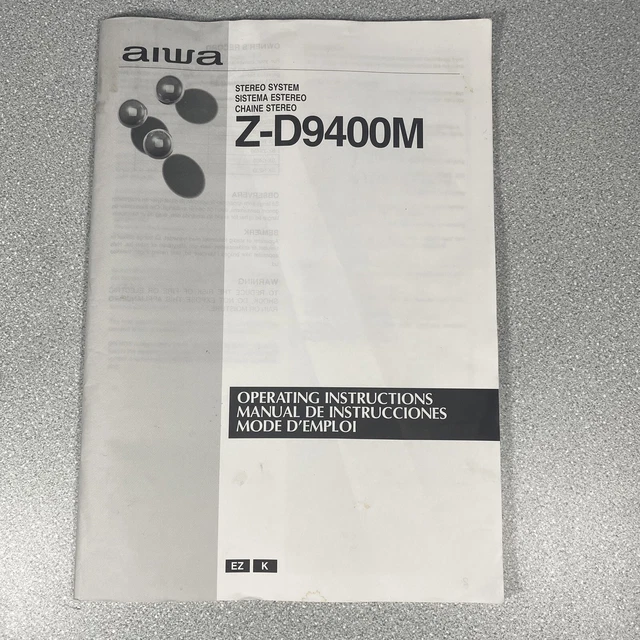 aiwa
STEREO SYSTEM
SISTEMA ESTEREO
CHAINE STEREO
Z-D9400M
OPERATING INSTRUCTIONS
MANUAL DE INSTRUCCIONES
MODE D'EMPLOI
EZ K